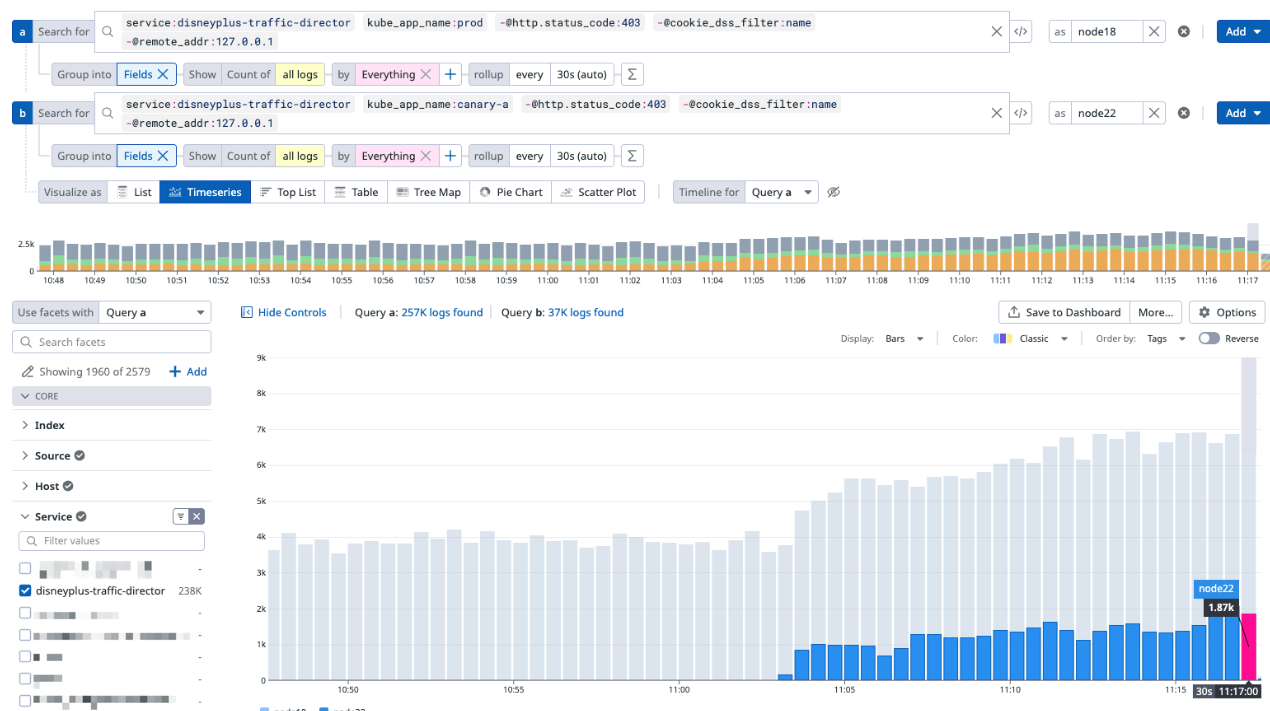 a Search for service:disneyplus-traffic-director kube_app_name:prod -@http.status_code:403 -@cookie_dss_filter:name </> as node18 Add
-@remote_addr:127.0.0.1
Group into Fields Show Count of all logs by Everything + rollup every 30s (auto) Σ
b Search for service:disneyplus-traffic-director kube_app_name:canary-a -@http.status_code:403 -@cookie_dss_filter:name </> as node22 Add
-@remote_addr:127.0.0.1
Group into Fields Show Count of all logs by Everything + rollup every 30s (auto) Σ
Visualize as List Timeseries Top List Table Tree Map Pie Chart Scatter Plot Timeline for Query a
2.5k
0
10:48 10:49 10:50 10:51 10:52 10:53 10:54 10:55 10:56 10:57 10:58 10:59 11:00 11:01 11:02 11:03 11:04 11:05 11:06 11:07 11:08 11:09 11:10 11:11 11:12 11:13 11:14 11:15 11:16 11:17
Use facets with Query a Hide Controls Query a: 257K logs found Query b: 37K logs found Save to Dashboard More... Options
Search facets
Display: Bars Color: Classic Order by: Tags Reverse
Showing 1960 of 2579 + Add
CORE
Index
Source
Host
Service
Filter values
-
disneyplus-traffic-director 238K
-
-
-
-
-
9k
8k
7k
6k
5k
4k
3k
2k
1k
0
node22
1.87k
10:50 10:55 11:00 11:05 11:10 11:15 30s 11:17:00
node18 node22